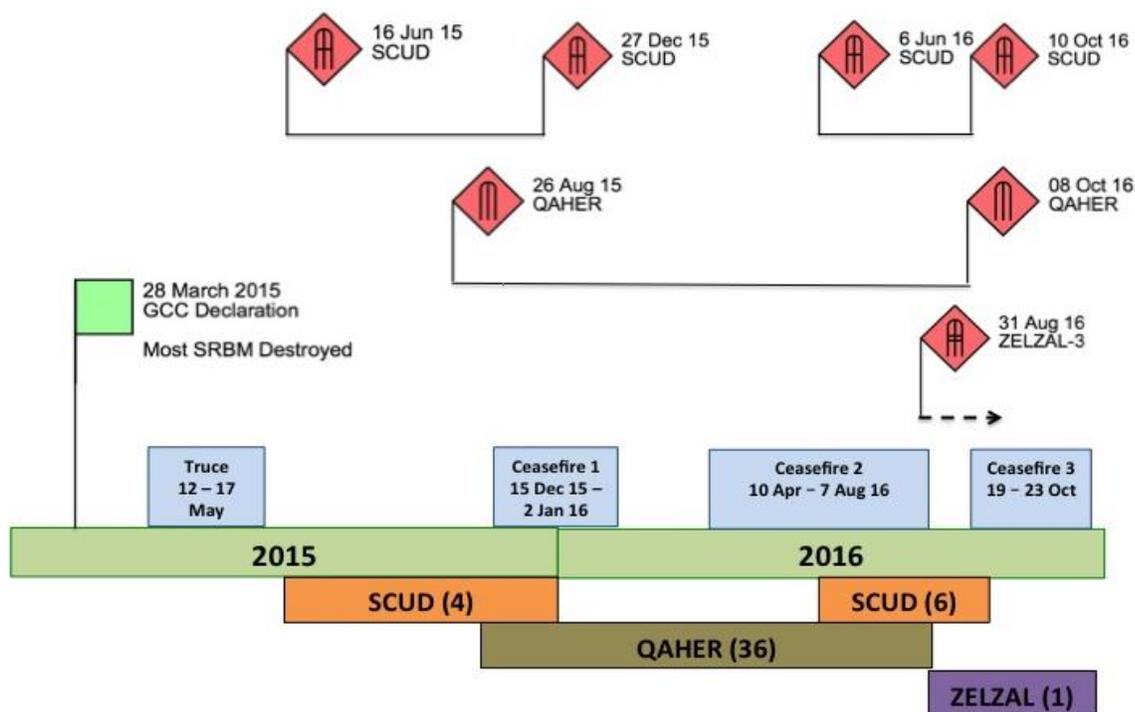 16 Jun 15
SCUD
27 Dec 15
SCUD
6 Jun 16
SCUD
10 Oct 16
SCUD
26 Aug 15
QAHER
08 Oct 16
QAHER
28 March 2015
GCC Declaration
Most SRBM Destroyed
31 Aug 16
ZELZAL-3
Truce
12 – 17
May
Ceasefire 1
15 Dec 15 –
2 Jan 16
Ceasefire 2
10 Apr – 7 Aug 16
Ceasefire 3
19 – 23 Oct
2015
2016
SCUD (4)
SCUD (6)
QAHER (36)
ZELZAL (1)